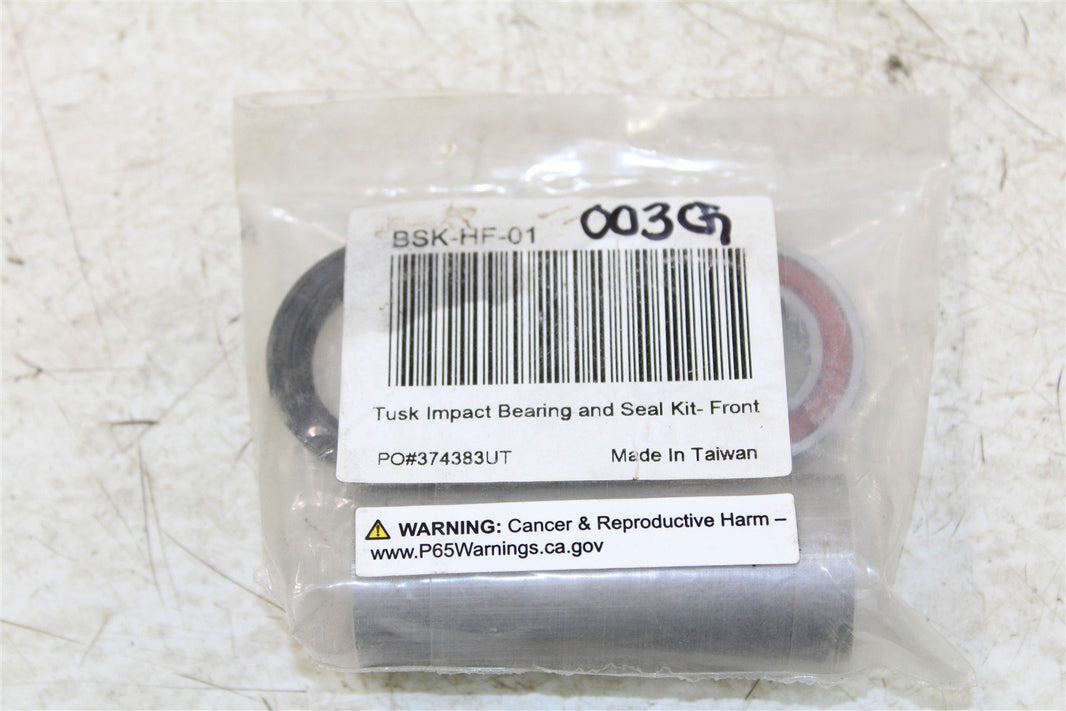 BSK-HF-01
Tusk Impact Bearing and Seal Kit- Front
PO#374383UT Made In Taiwan
WARNING: Cancer & Reproductive Harm –
www.P65Warnings.ca.gov